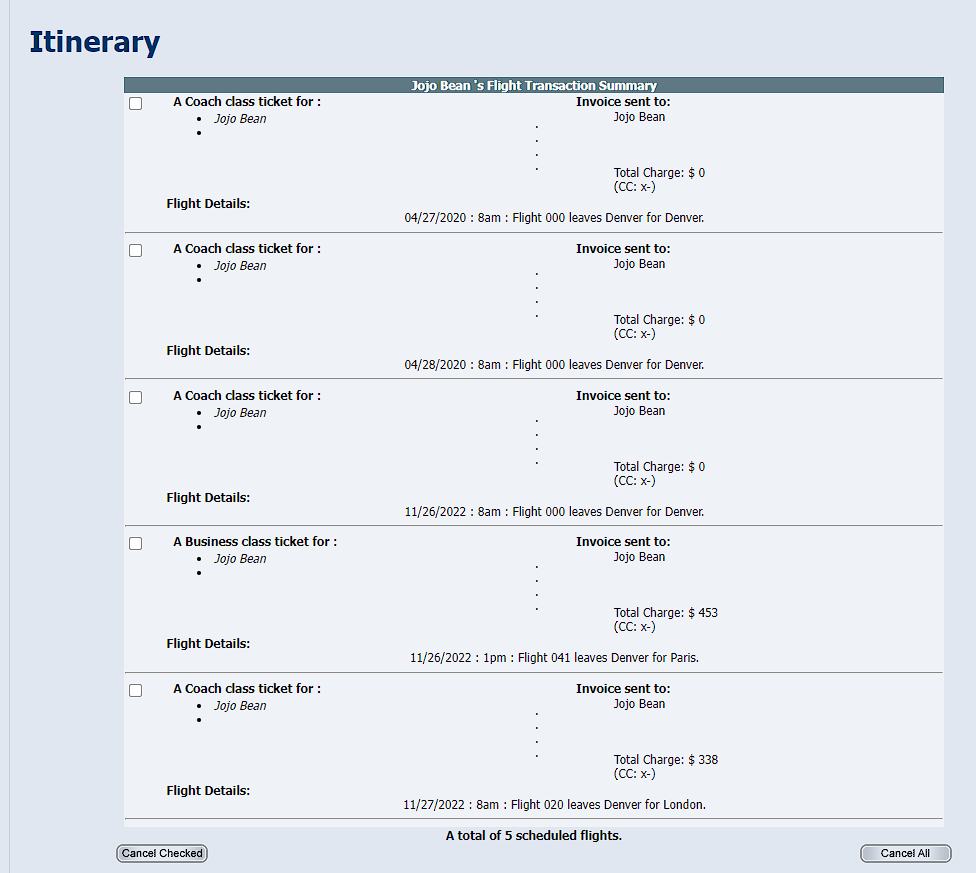 Itinerary
Jojo Bean 's Flight Transaction Summary
A Coach class ticket for :
Invoice sent to:
• Jojo Bean
Jojo Bean
•
Total Charge: $ 0
(CC: x-)
Flight Details:
04/27/2020 : 8am : Flight 000 leaves Denver for Denver.
A Coach class ticket for :
Invoice sent to:
• Jojo Bean
Jojo Bean
•
Total Charge: $ 0
(CC: x-)
Flight Details:
04/28/2020 : 8am : Flight 000 leaves Denver for Denver.
A Coach class ticket for :
Invoice sent to:
• Jojo Bean
Jojo Bean
•
Total Charge: $ 0
(CC: x-)
Flight Details:
11/26/2022 : 8am : Flight 000 leaves Denver for Denver.
A Business class ticket for :
Invoice sent to:
• Jojo Bean
Jojo Bean
•
Total Charge: $ 453
(CC: x-)
Flight Details:
11/26/2022 : 1pm : Flight 041 leaves Denver for Paris.
A Coach class ticket for :
Invoice sent to:
• Jojo Bean
Jojo Bean
•
Total Charge: $ 338
(CC: x-)
Flight Details:
11/27/2022 : 8am : Flight 020 leaves Denver for London.
A total of 5 scheduled flights.
Cancel Checked
Cancel All